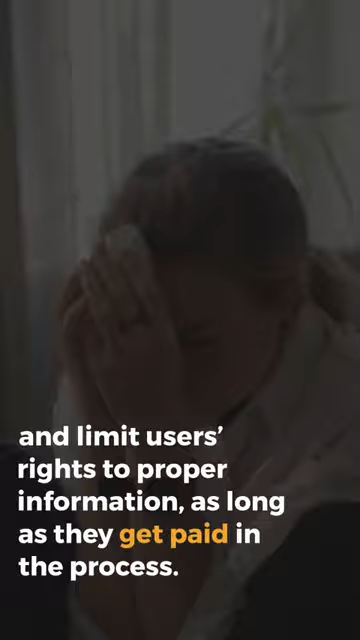 and limit users’
rights to proper
information, as long
as they get paid in
the process.